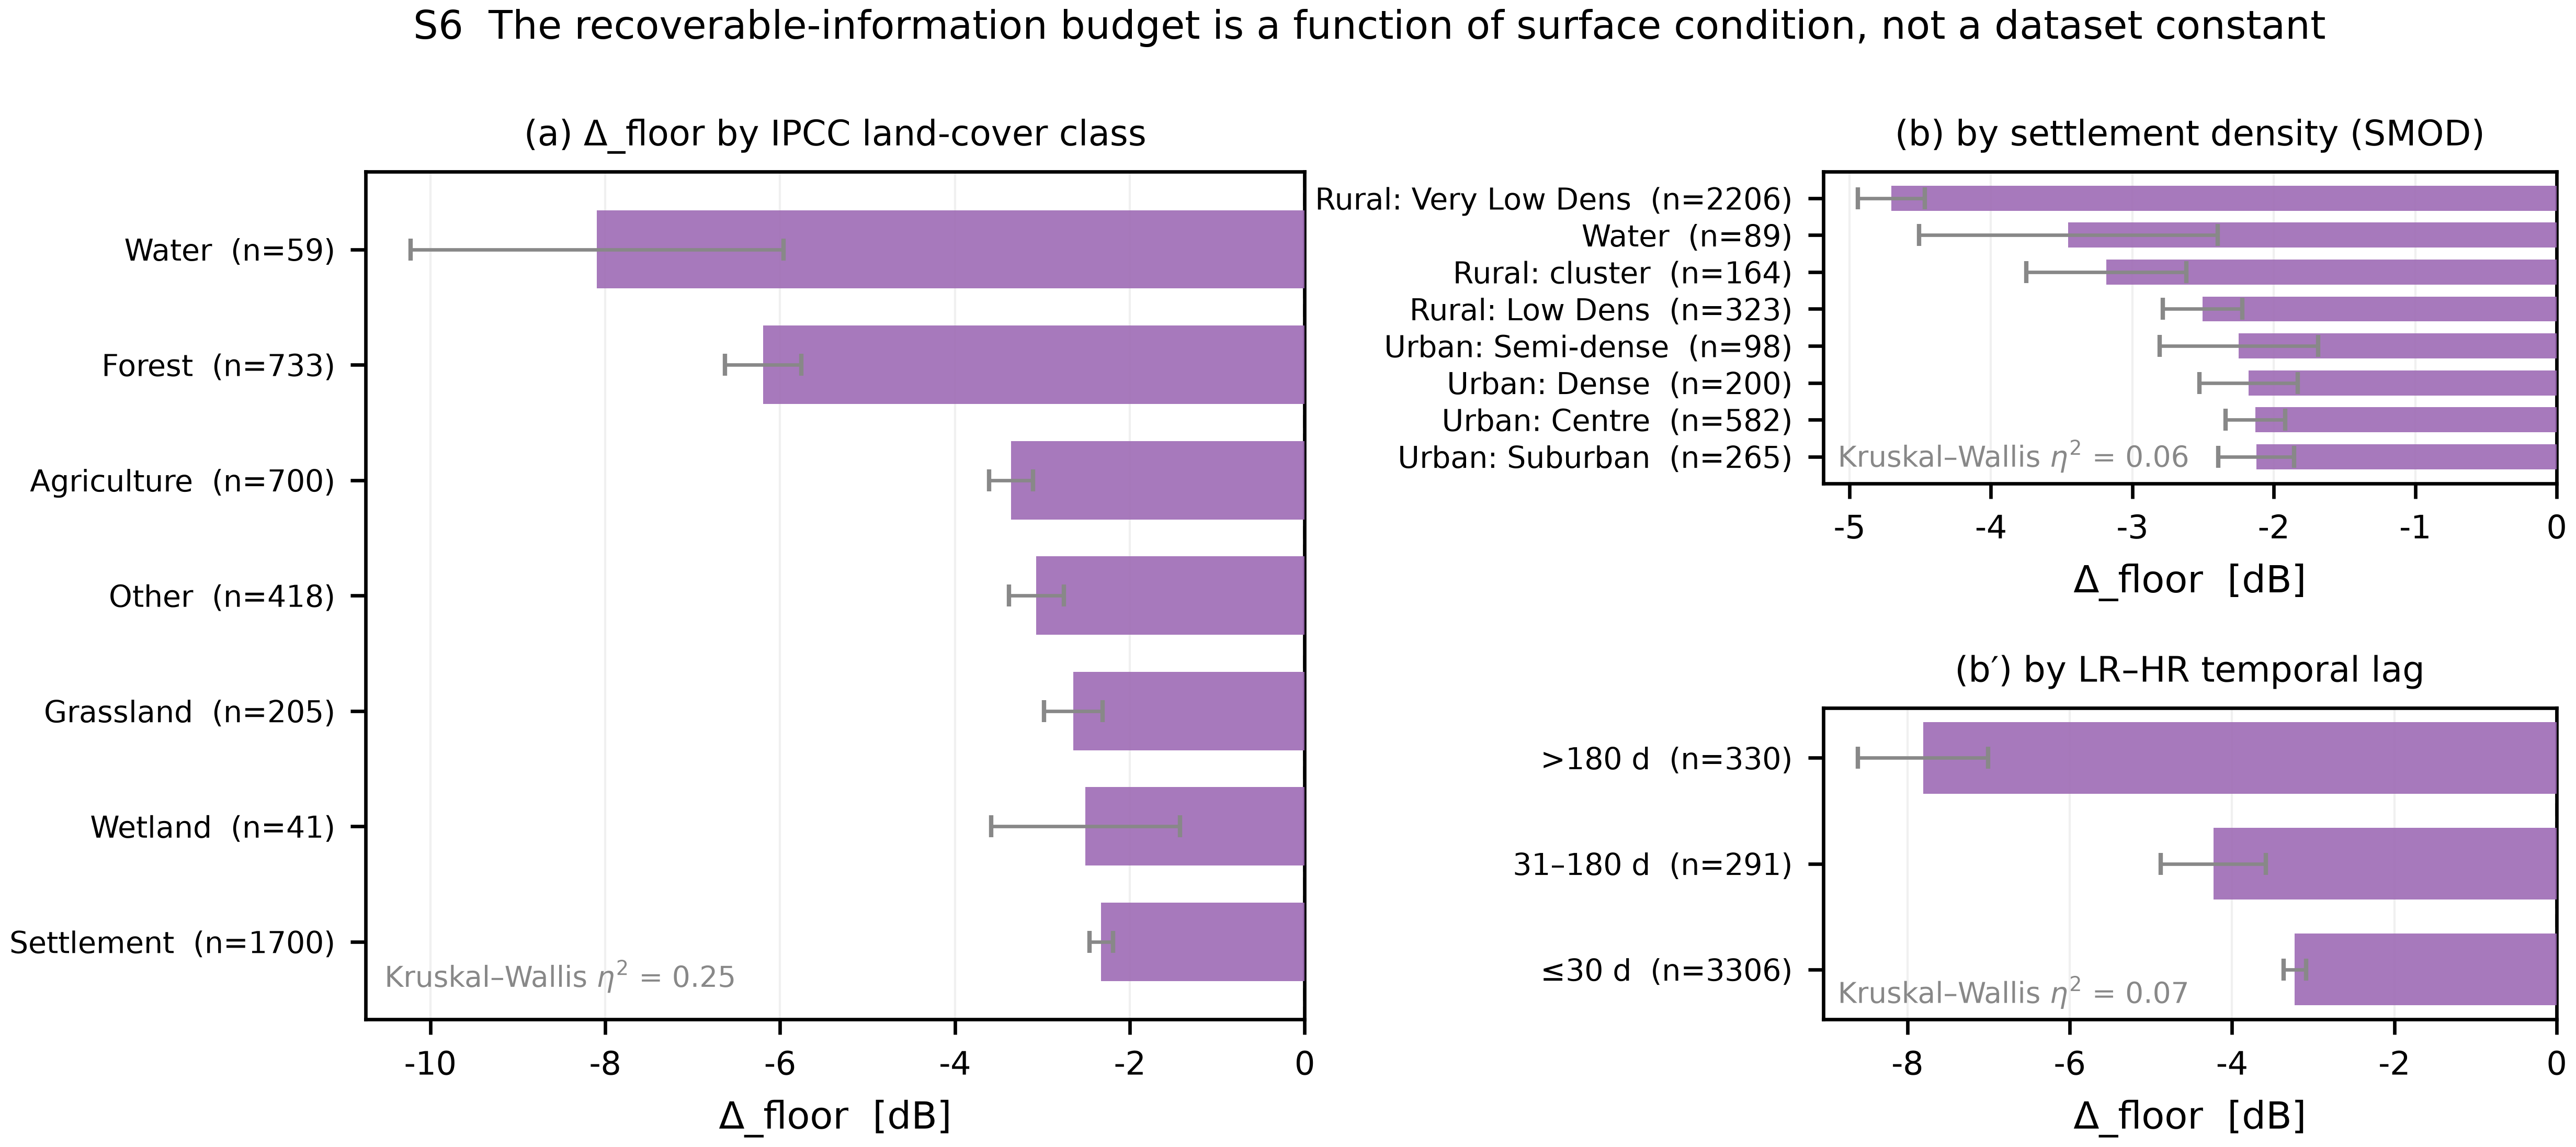 S6  The recoverable-information budget is a function of surface condition, not a dataset constant
(a) Δ_floor by IPCC land-cover class
Water  (n=59)
Forest  (n=733)
Agriculture  (n=700)
Other  (n=418)
Grassland  (n=205)
Wetland  (n=41)
Settlement  (n=1700)
Kruskal–Wallis η² = 0.25
-10 -8 -6 -4 -2 0
Δ_floor  [dB]
(b) by settlement density (SMOD)
Rural: Very Low Dens  (n=2206)
Water  (n=89)
Rural: cluster  (n=164)
Rural: Low Dens  (n=323)
Urban: Semi-dense  (n=98)
Urban: Dense  (n=200)
Urban: Centre  (n=582)
Urban: Suburban  (n=265)
Kruskal–Wallis η² = 0.06
-5 -4 -3 -2 -1 0
Δ_floor  [dB]
(b′) by LR–HR temporal lag
>180 d  (n=330)
31–180 d  (n=291)
≤30 d  (n=3306)
Kruskal–Wallis η² = 0.07
-8 -6 -4 -2 0
Δ_floor  [dB]